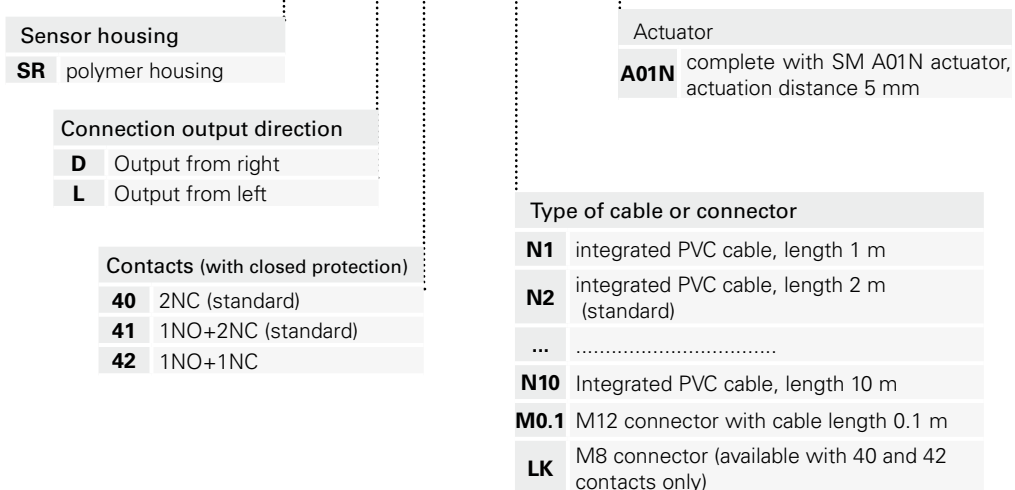 Sensor housing
SR polymer housing
Connection output direction
D Output from right
L Output from left
Contacts (with closed protection)
40 2NC (standard)
41 1NO+2NC (standard)
42 1NO+1NC
Actuator
A01N complete with SM A01N actuator,
actuation distance 5 mm
Type of cable or connector
N1 integrated PVC cable, length 1 m
N2 integrated PVC cable, length 2 m
(standard)
... ..................................
N10 Integrated PVC cable, length 10 m
M0.1 M12 connector with cable length 0.1 m
LK M8 connector (available with 40 and 42
contacts only)